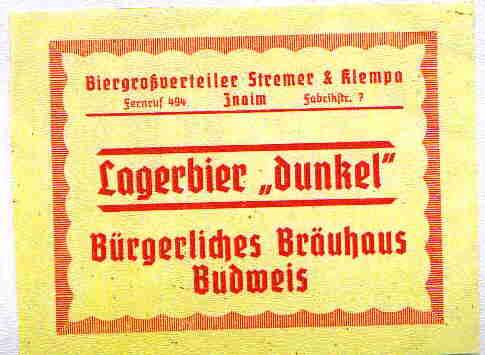 Biergroßverteiler Stremer & Klempa
Fernruf 494 Znaim Fabrikstr. 7
Lagerbier „dunkel“
Bürgerliches Bräuhaus
Budweis